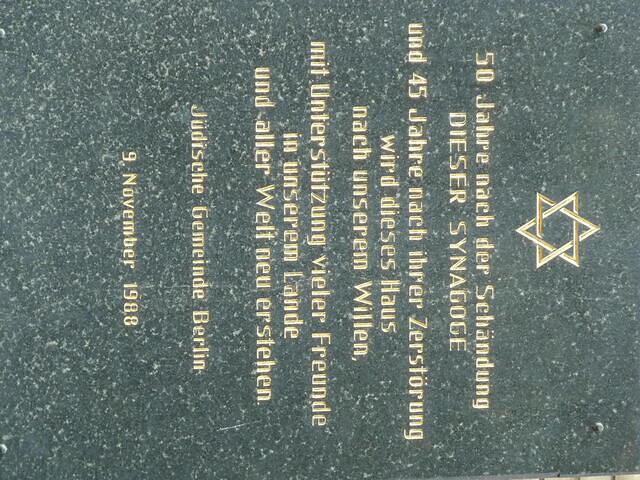 50 Jahre nach der Schändung
DIESER SYNAGOGE
und 45 Jahre nach ihrer Zerstörung
wird dieses Haus
nach unserem Willen,
mit Unterstützung vieler Freunde
in unserem Lande
und aller Welt neu erstehen.
Jüdische Gemeinde Berlin
9. November 1988